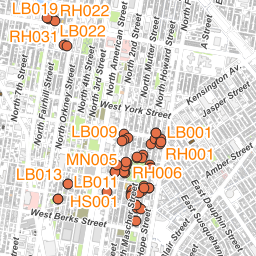 LB019
RH022
RH031
LB022
North American Street
North 2nd Street
A Street
North 7th Street
North 4th Street
North 3rd Street
North Mutter Street
North Howard Street
Kensington Av...
North Fairhill Street
North Orkney Street
West York Street
Jasper Street
LB009
LB001
MN005
RH001
LB013
LB011
RH006
Amber Street
HS001
West Berks Street
North Mascher Street
Hope Street
Blair Street
East Dauphin Street
East Susquehan